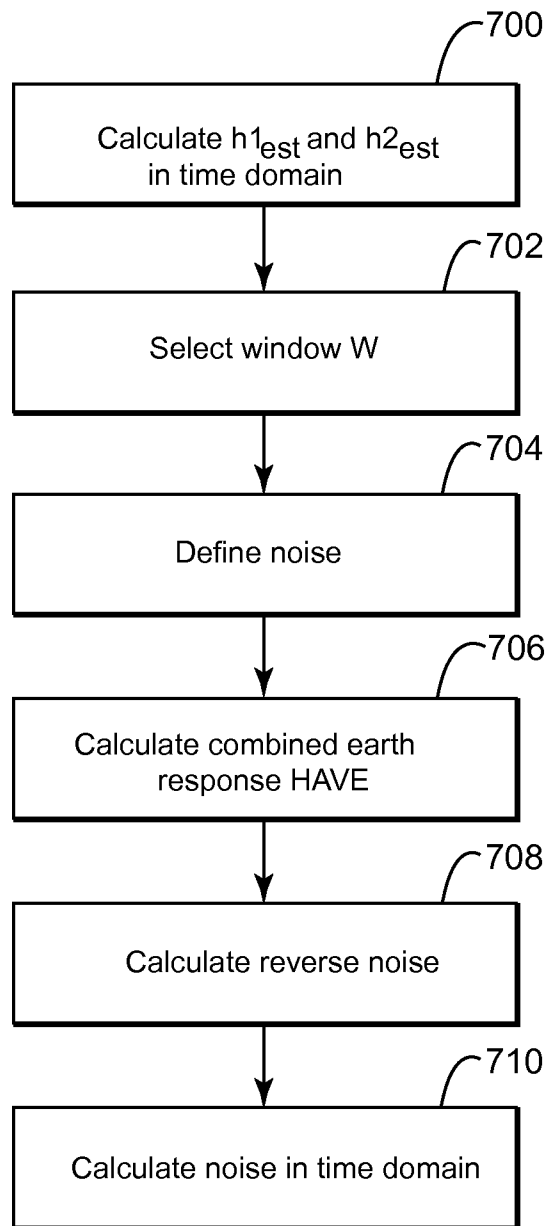 700
Calculate h1est and h2est
in time domain
702
Select window W
704
Define noise
706
Calculate combined earth
response HAVE
708
Calculate reverse noise
710
Calculate noise in time domain